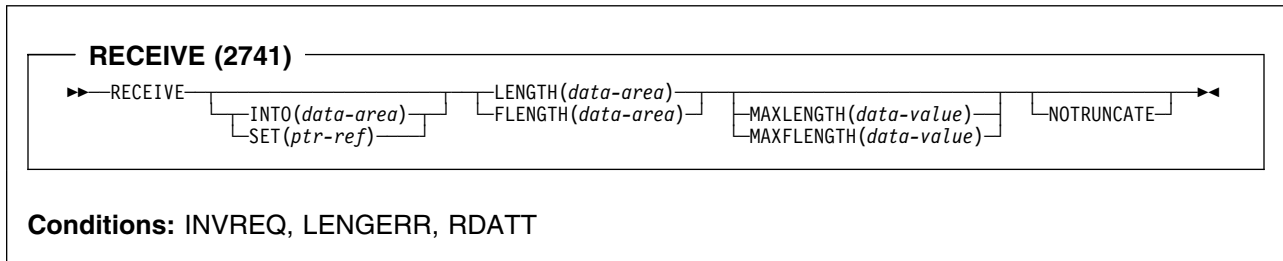 RECEIVE (2741)
►►──RECEIVE LENGTH(data-area) ►◄
INTO(data-area) FLENGTH(data-area) MAXLENGTH(data-value) NOTRUNCATE
SET(ptr-ref) MAXFLENGTH(data-value)
Conditions: INVREQ, LENGERR, RDATT